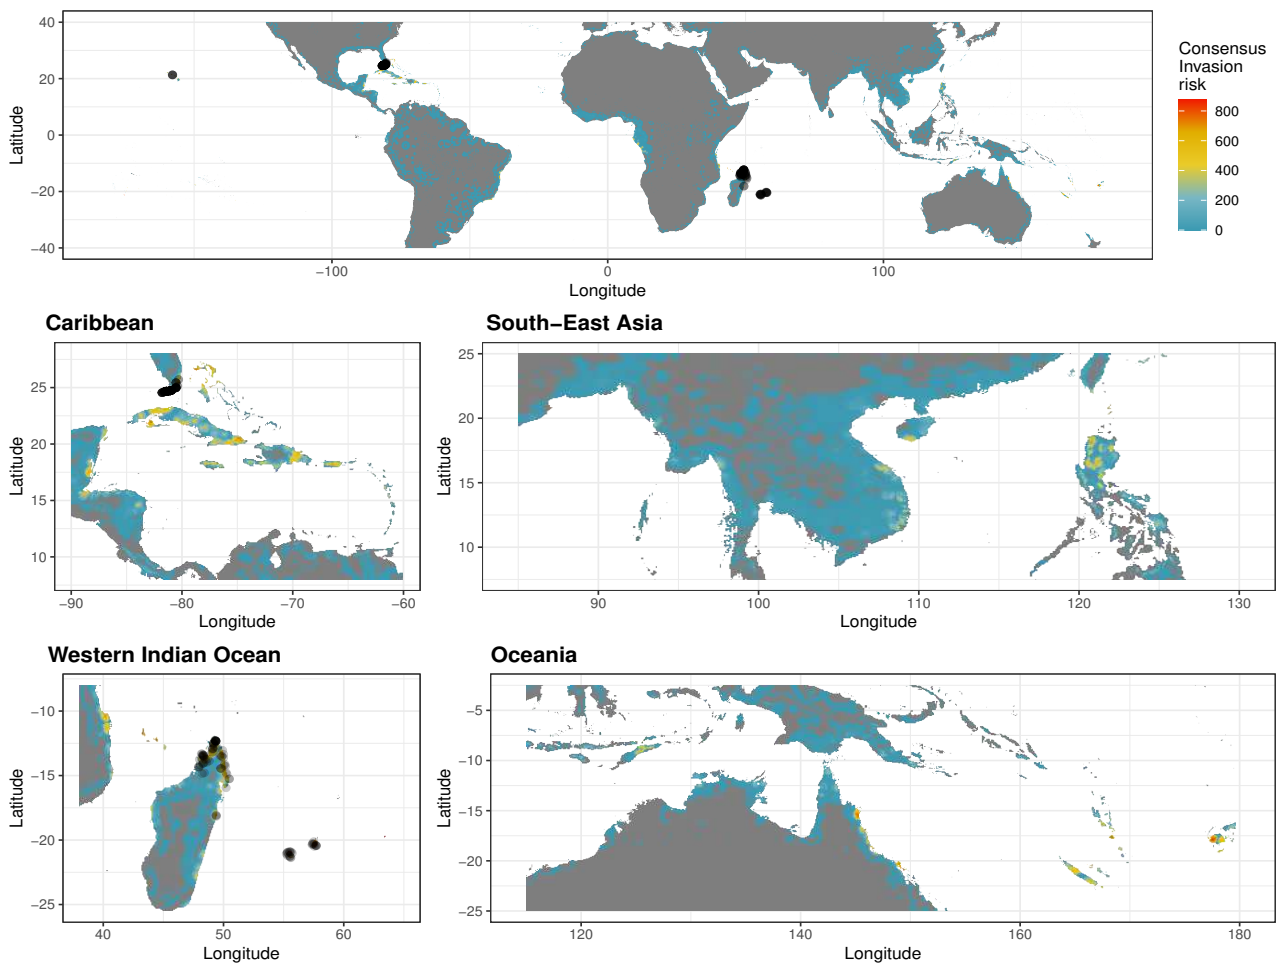 40
20
0
−20
−40
Latitude
−100
0
100
Longitude
Consensus
Invasion
risk
800
600
400
200
0
Caribbean
25
20
15
10
Latitude
−90
−80
−70
−60
Longitude
South−East Asia
25
20
15
10
Latitude
90
100
110
120
130
Longitude
Western Indian Ocean
−10
−15
−20
−25
Latitude
40
50
60
Longitude
Oceania
−5
−10
−15
−20
−25
Latitude
120
140
160
180
Longitude